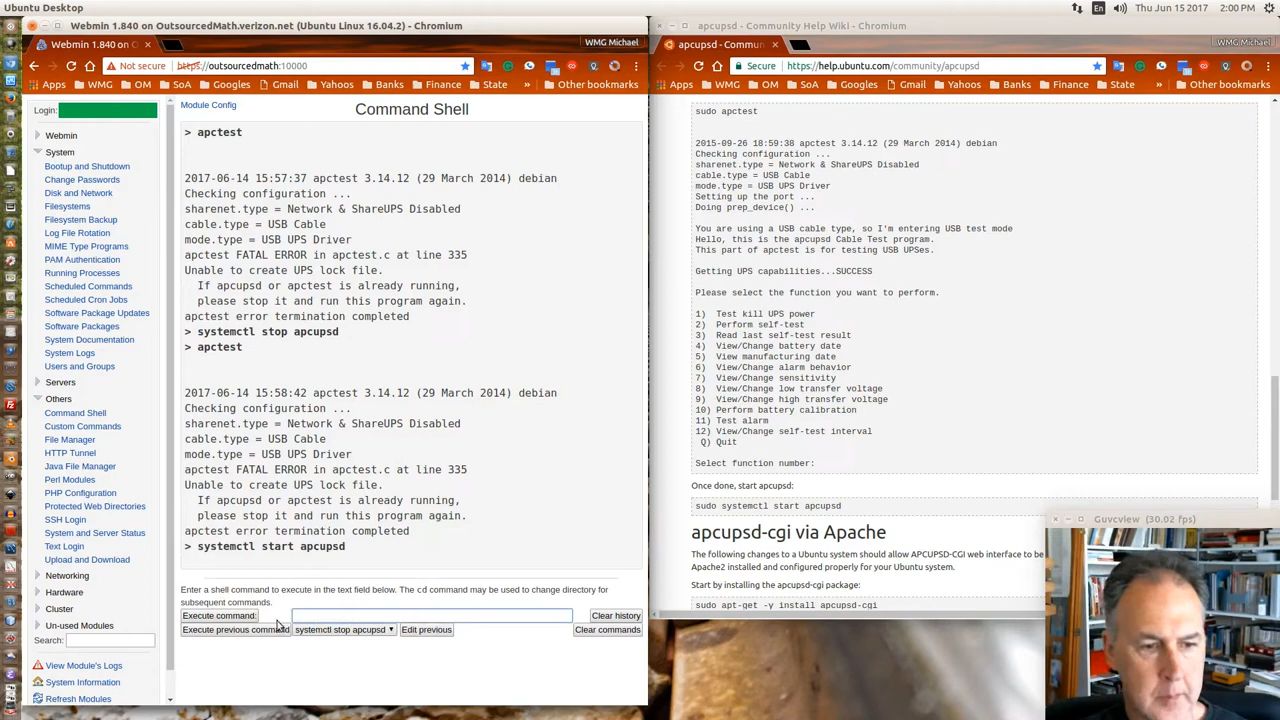 Ubuntu Desktop
En
Thu Jun 15 2017
2:00 PM
Webmin 1.840 on OutsourcedMath.verizon.net (Ubuntu Linux 16.04.2) - Chromium
Webmin 1.840 on O
WMG Michael
Not secure
https://outsourcedmath:10000
Apps
WMG
OM
SoA
Googles
Gmail
Yahoos
Banks
Finance
State
»
Other bookmarks
Login:
Webmin
System
Bootup and Shutdown
Change Passwords
Disk and Network
Filesystems
Filesystem Backup
Log File Rotation
MIME Type Programs
PAM Authentication
Running Processes
Scheduled Commands
Scheduled Cron Jobs
Software Package Updates
Software Packages
System Documentation
System Logs
Users and Groups
Servers
Others
Command Shell
Custom Commands
File Manager
HTTP Tunnel
Java File Manager
Perl Modules
PHP Configuration
Protected Web Directories
SSH Login
System and Server Status
Text Login
Upload and Download
Networking
Hardware
Cluster
Un-used Modules
Search:
View Module's Logs
System Information
Refresh Modules
Module Config
Command Shell
> apctest
2017-06-14 15:57:37 apctest 3.14.12 (29 March 2014) debian
Checking configuration ...
sharenet.type = Network & ShareUPS Disabled
cable.type = USB Cable
mode.type = USB UPS Driver
apctest FATAL ERROR in apctest.c at line 335
Unable to create UPS lock file.
If apcupsd or apctest is already running,
please stop it and run this program again.
apctest error termination completed
> systemctl stop apcupsd
> apctest
2017-06-14 15:58:42 apctest 3.14.12 (29 March 2014) debian
Checking configuration ...
sharenet.type = Network & ShareUPS Disabled
cable.type = USB Cable
mode.type = USB UPS Driver
apctest FATAL ERROR in apctest.c at line 335
Unable to create UPS lock file.
If apcupsd or apctest is already running,
please stop it and run this program again.
apctest error termination completed
> systemctl start apcupsd
Enter a shell command to execute in the text field below. The cd command may be used to change directory for
subsequent commands.
Execute command:
Clear history
Execute previous command
systemctl stop apcupsd
Edit previous
Clear commands
apcupsd - Community Help Wiki - Chromium
apcupsd - Commun
WMG Michael
Secure
https://help.ubuntu.com/community/apcupsd
Apps
WMG
OM
SoA
Googles
Gmail
Yahoos
Banks
Finance
State
»
Other bookmarks
sudo apctest
2015-09-26 18:59:38 apctest 3.14.12 (29 March 2014) debian
Checking configuration ...
sharenet.type = Network & ShareUPS Disabled
cable.type = USB Cable
mode.type = USB UPS Driver
Setting up the port ...
Doing prep_device() ...
You are using a USB cable type, so I'm entering USB test mode
Hello, this is the apcupsd Cable Test program.
This part of apctest is for testing USB UPSes.
Getting UPS capabilities...SUCCESS
Please select the function you want to perform.
1) Test kill UPS power
2) Perform self-test
3) Read last self-test result
4) View/Change battery date
5) View manufacturing date
6) View/Change alarm behavior
7) View/Change sensitivity
8) View/Change low transfer voltage
9) View/Change high transfer voltage
10) Perform battery calibration
11) Test alarm
12) View/Change self-test interval
Q) Quit
Select function number:
Once done, start apcupsd:
sudo systemctl start apcupsd
apcupsd-cgi via Apache
The following changes to a Ubuntu system should allow APCUPSD-CGI web interface to be
Apache2 installed and configured properly for your Ubuntu system.
Start by installing the apcupsd-cgi package:
sudo apt-get -y install apcupsd-cgi
Guvcview (30.02 fps)